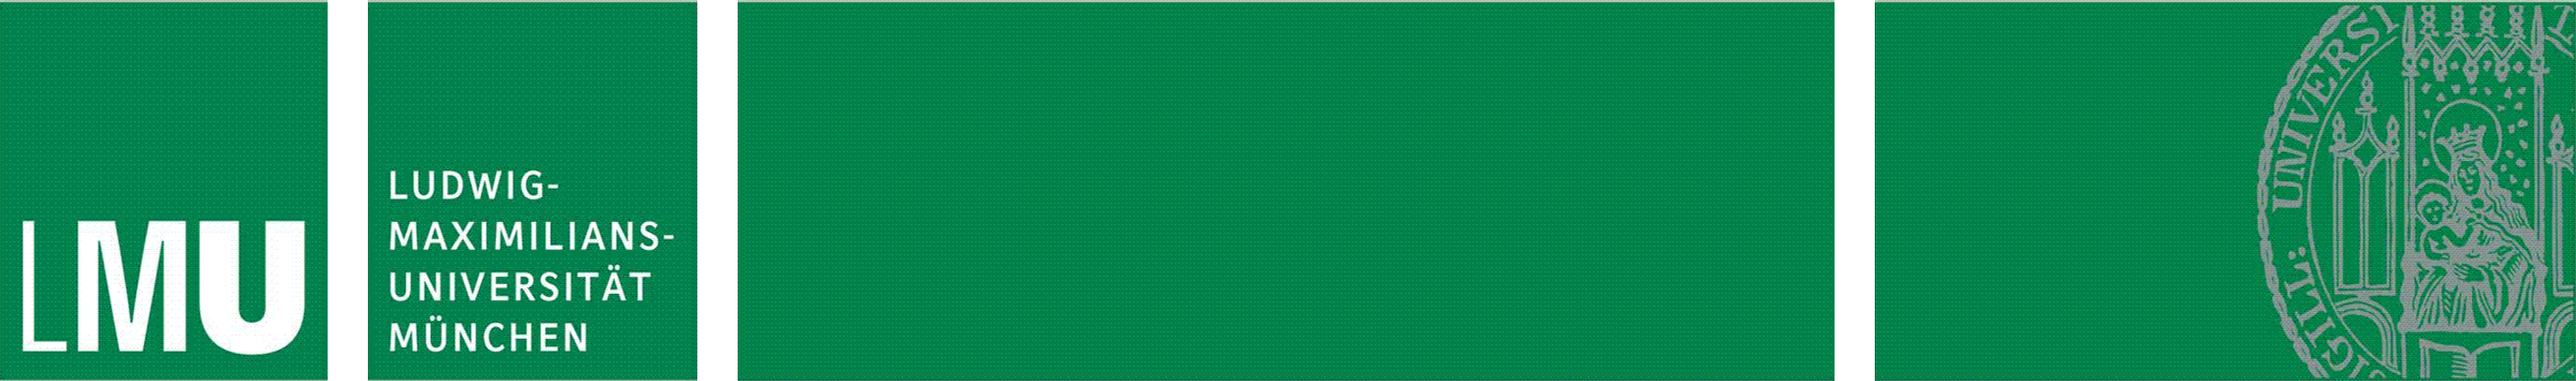 LMU
LUDWIG-
MAXIMILIANS-
UNIVERSITÄT
MÜNCHEN